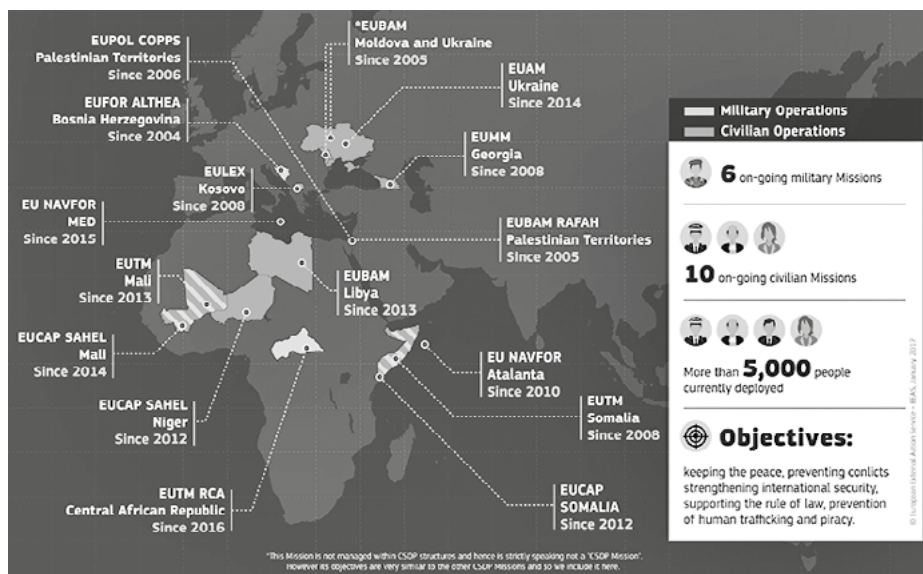 EUPOL COPPS
Palestinian Territories
Since 2006
*EUBAM
Moldova and Ukraine
Since 2005
EUFOR ALTHEA
Bosnia Herzegovina
Since 2004
EUAM
Ukraine
Since 2014
EULEX
Kosovo
Since 2008
EUMM
Georgia
Since 2008
EU NAVFOR
MED
Since 2015
EUBAM RAFAH
Palestinian Territories
Since 2005
EUTM
Mali
Since 2013
EUBAM
Libya
Since 2013
EUCAP SAHEL
Mali
Since 2014
EU NAVFOR
Atalanta
Since 2010
EUCAP SAHEL
Niger
Since 2012
EUTM
Somalia
Since 2008
EUTM RCA
Central African Republic
Since 2016
EUCAP
SOMALIA
Since 2012
"This Mission is not managed within CSDP structures and hence is strictly speaking not a "CSDP Mission".
However its objectives are very similar to the other CSDP Missions and so we include it here.
Military Operations
Civilian Operations
6 on-going military Missions
10 on-going civilian Missions
More than 5,000 people
currently deployed
Objectives:
keeping the peace, preventing conlicts
strengthening international security,
supporting the rule of law, prevention
of human trafficking and piracy.
© European External Action Service - EEAS, January 2017